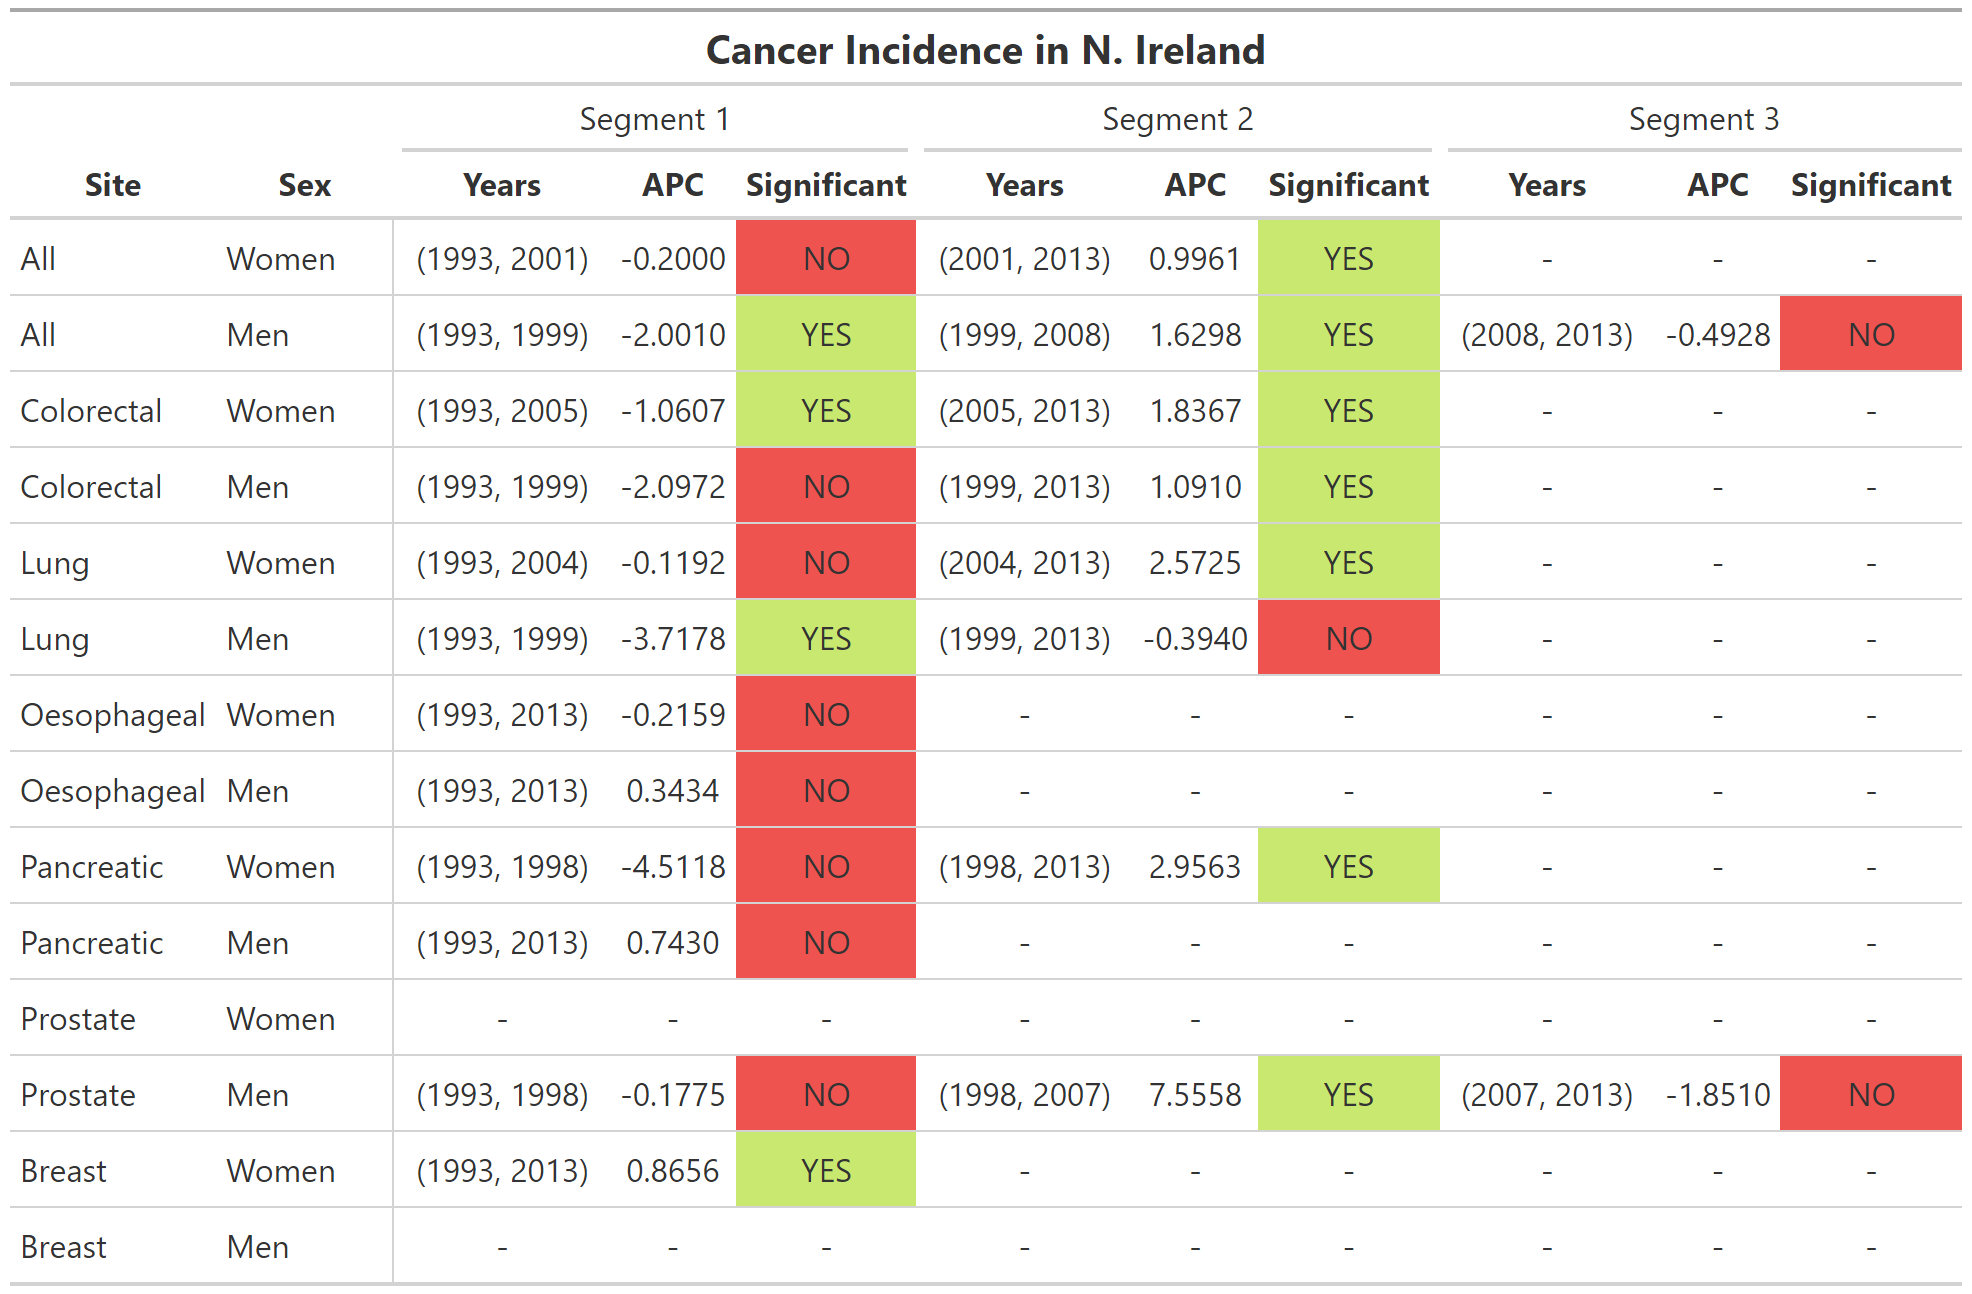 Cancer Incidence in N. Ireland
Segment 1 Segment 2 Segment 3
Site Sex Years APC Significant Years APC Significant Years APC Significant
All Women (1993, 2001) -0.2000 NO (2001, 2013) 0.9961 YES - - -
All Men (1993, 1999) -2.0010 YES (1999, 2008) 1.6298 YES (2008, 2013) -0.4928 NO
Colorectal Women (1993, 2005) -1.0607 YES (2005, 2013) 1.8367 YES - - -
Colorectal Men (1993, 1999) -2.0972 NO (1999, 2013) 1.0910 YES - - -
Lung Women (1993, 2004) -0.1192 NO (2004, 2013) 2.5725 YES - - -
Lung Men (1993, 1999) -3.7178 YES (1999, 2013) -0.3940 NO - - -
Oesophageal Women (1993, 2013) -0.2159 NO - - - - - -
Oesophageal Men (1993, 2013) 0.3434 NO - - - - - -
Pancreatic Women (1993, 1998) -4.5118 NO (1998, 2013) 2.9563 YES - - -
Pancreatic Men (1993, 2013) 0.7430 NO - - - - - -
Prostate Women - - - - - - - - -
Prostate Men (1993, 1998) -0.1775 NO (1998, 2007) 7.5558 YES (2007, 2013) -1.8510 NO
Breast Women (1993, 2013) 0.8656 YES - - - - - -
Breast Men - - - - - - - - -